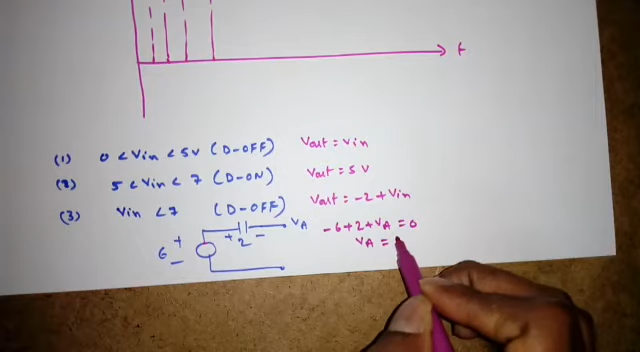 t
(1) 0 < Vin < 5V (D-OFF) Vout = Vin
(2) 5 < Vin < 7 (D-ON) Vout = 5 V
(3) Vin < 7 (D-OFF) Vout = -2 + Vin
+ 2 - VA
-6+2+VA = 0
6 + -
VA =